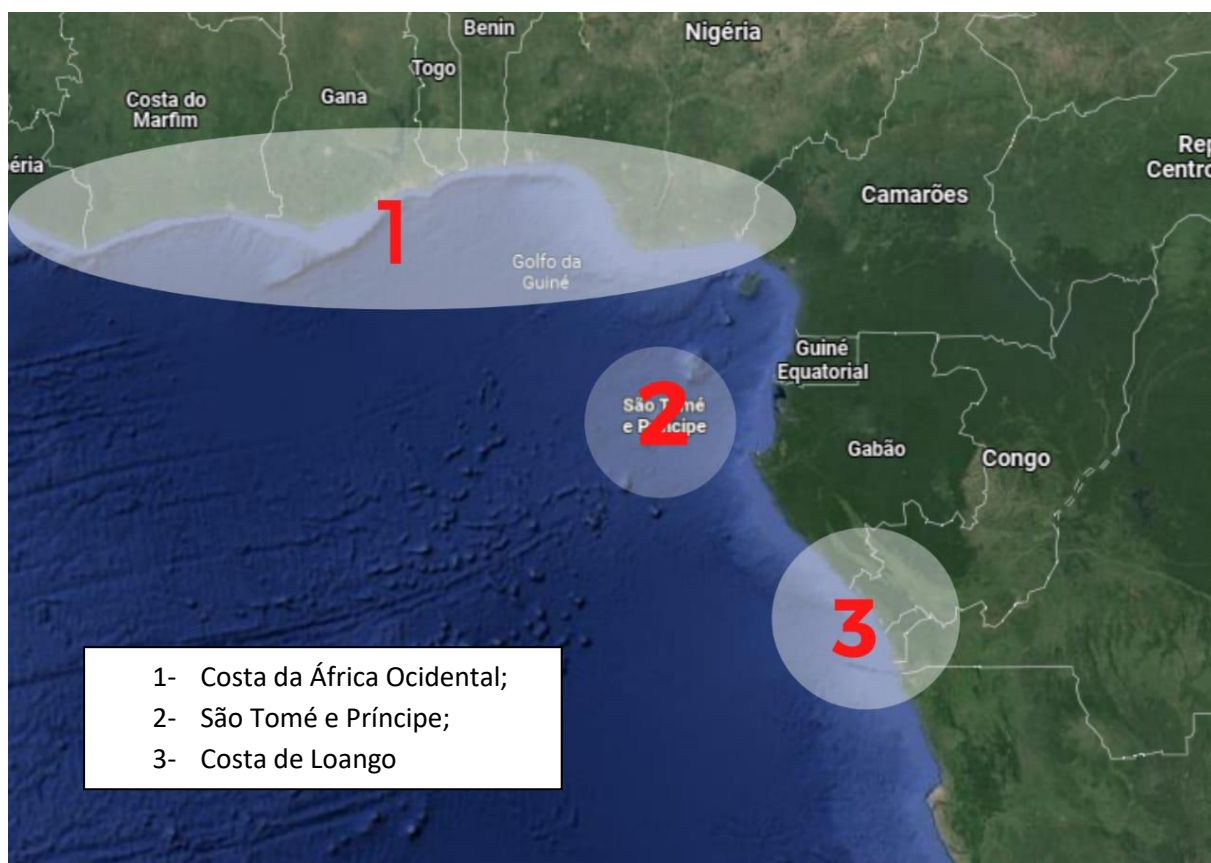 Benin
Nigéria
Togo
Costa do
Marfim
Gana
éria
Rep
Centro
Camarões
1
Golfo da
Guiné
Guiné
Equatorial
São Tomé
e Príncipe
2
Gabão
Congo
3
1- Costa da África Ocidental;
2- São Tomé e Príncipe;
3- Costa de Loango